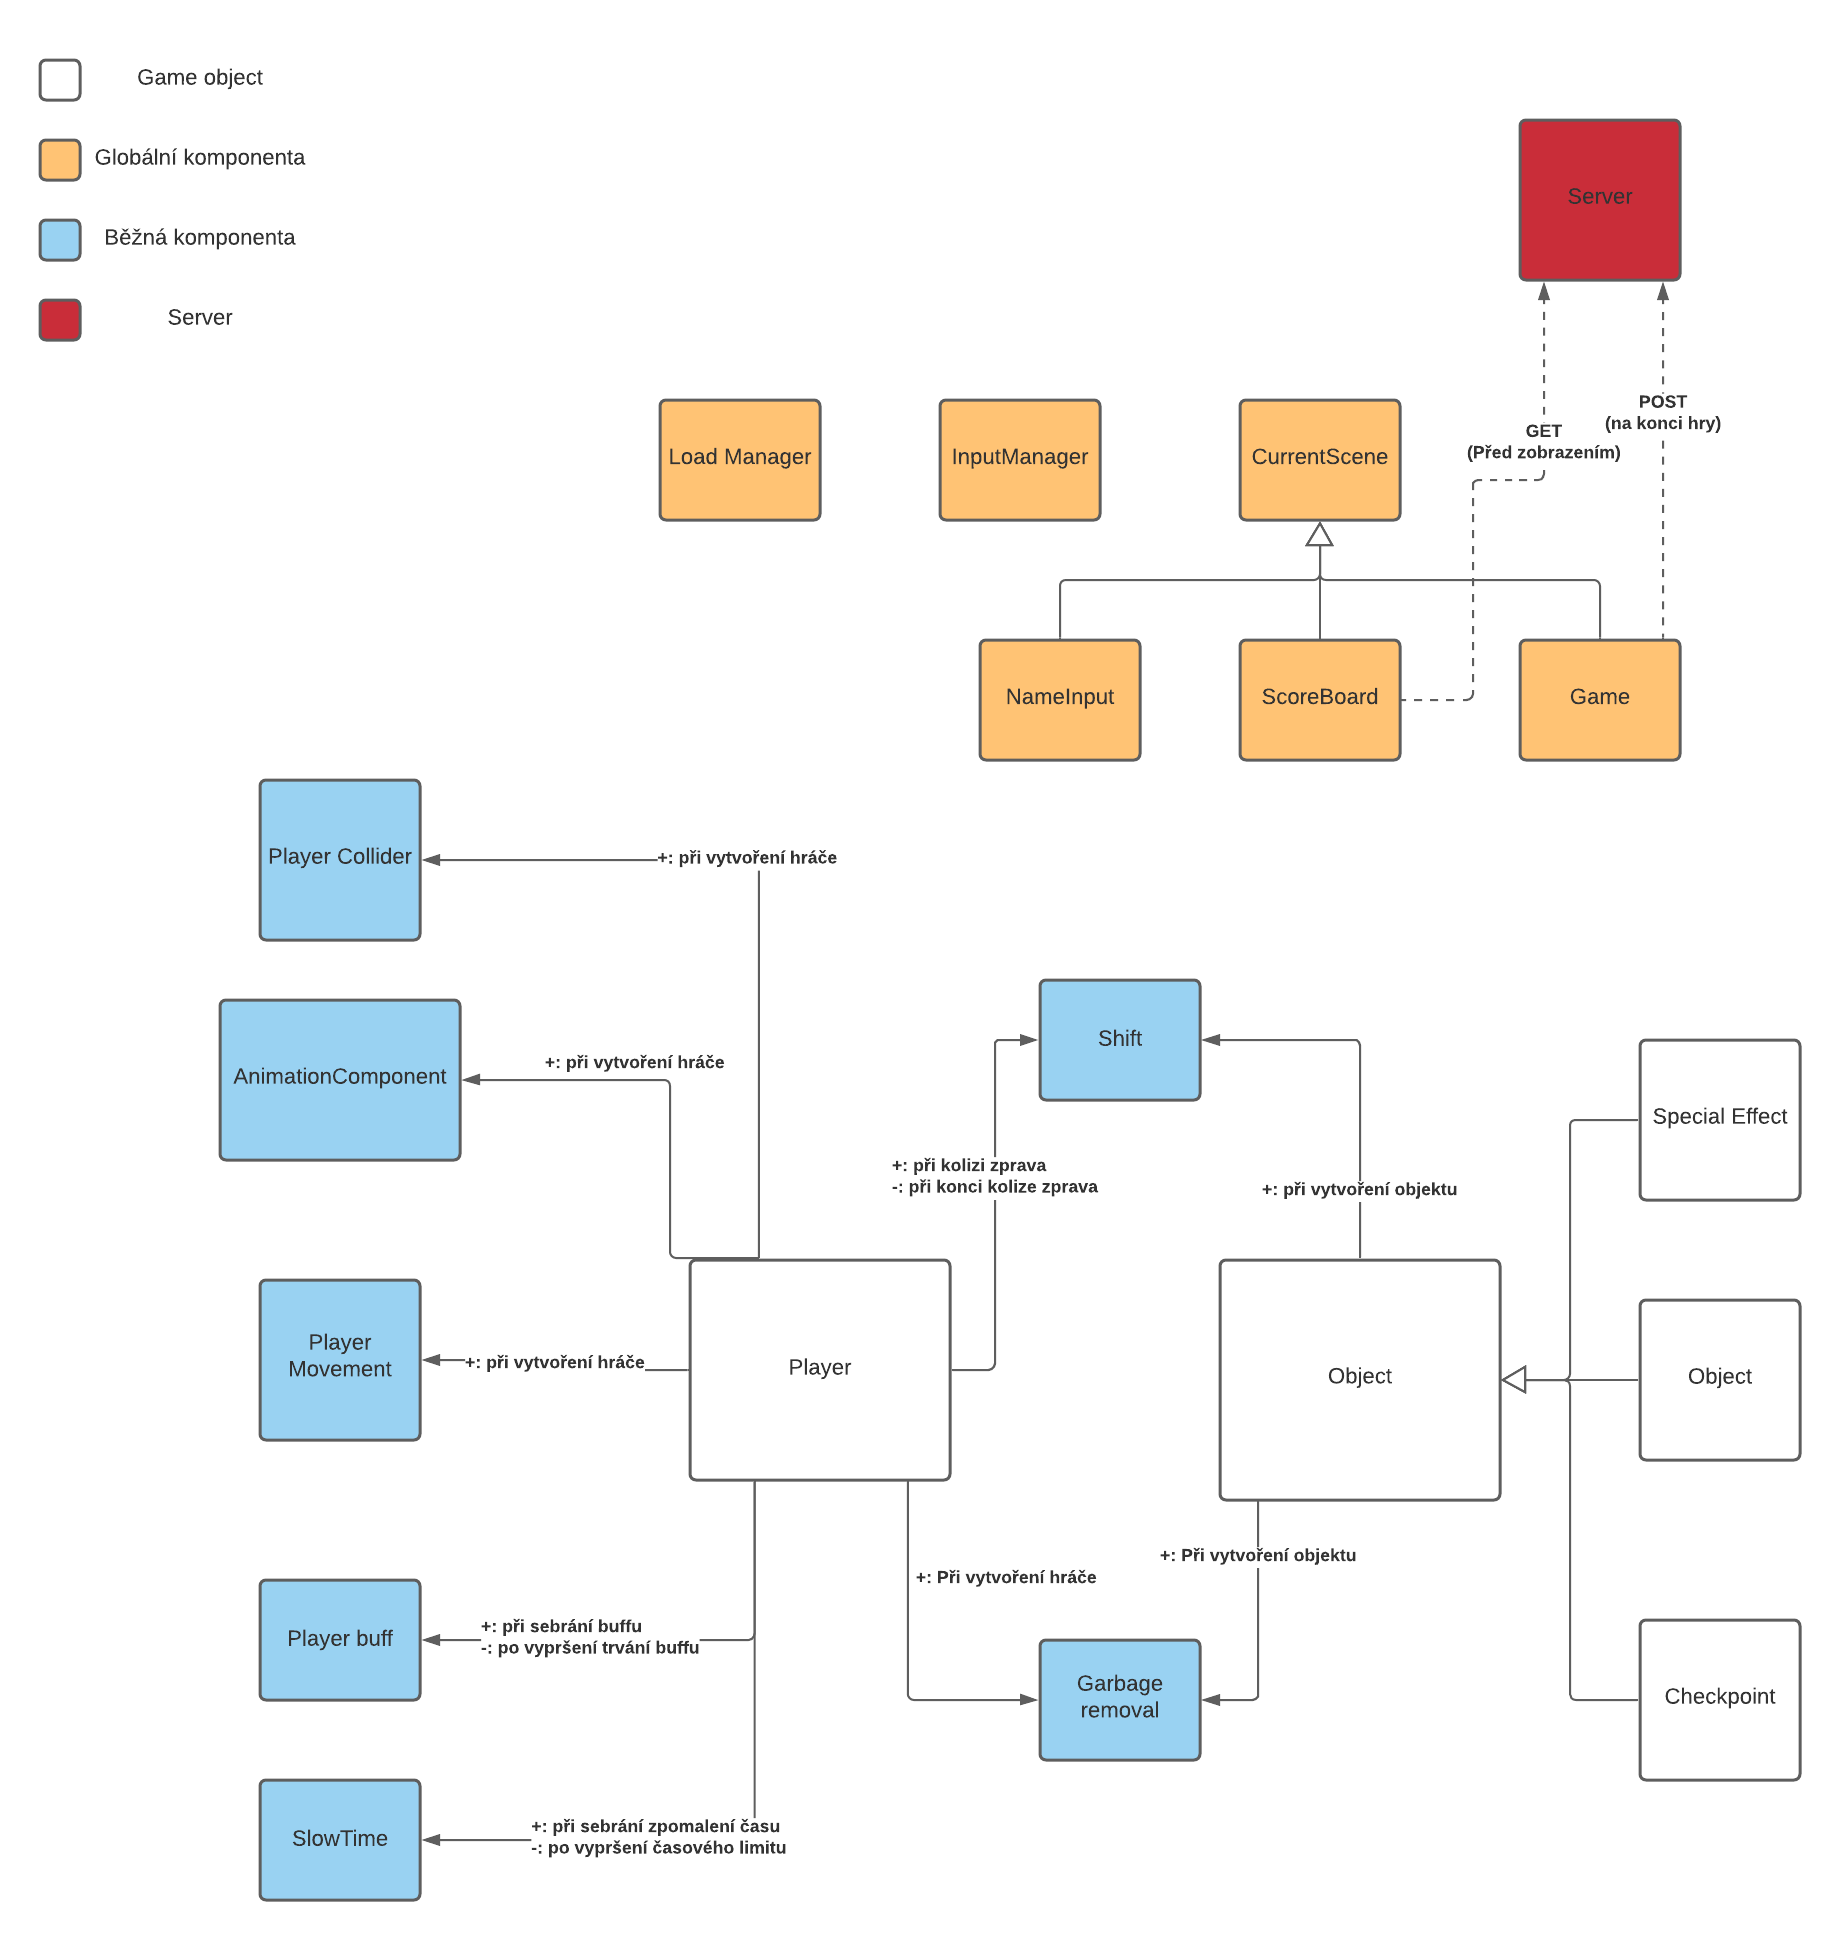 Game object
Globální komponenta
Běžná komponenta
Server
Server
Load Manager
InputManager
CurrentScene
GET
(Před zobrazením)
POST
(na konci hry)
NameInput
ScoreBoard
Game
Player Collider
+: při vytvoření hráče
AnimationComponent
+: při vytvoření hráče
Shift
+: při kolizi zprava
-: při konci kolize zprava
+: při vytvoření objektu
Special Effect
Player
Movement
+: při vytvoření hráče
Player
Object
Object
Player buff
+: při sebrání buffu
-: po vypršení trvání buffu
+: Při vytvoření hráče
+: Při vytvoření objektu
Garbage
removal
Checkpoint
SlowTime
+: při sebrání zpomalení času
-: po vypršení časového limitu